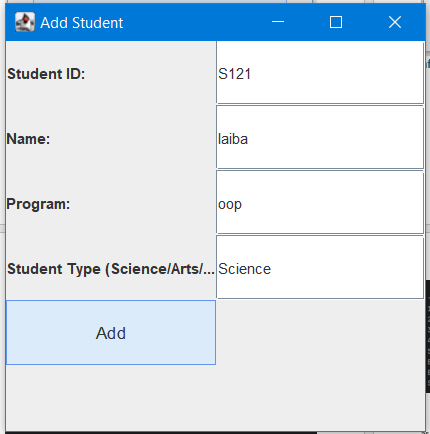 Add Student
Student ID: S121
Name: laiba
Program: oop
Student Type (Science/Arts/... Science
Add